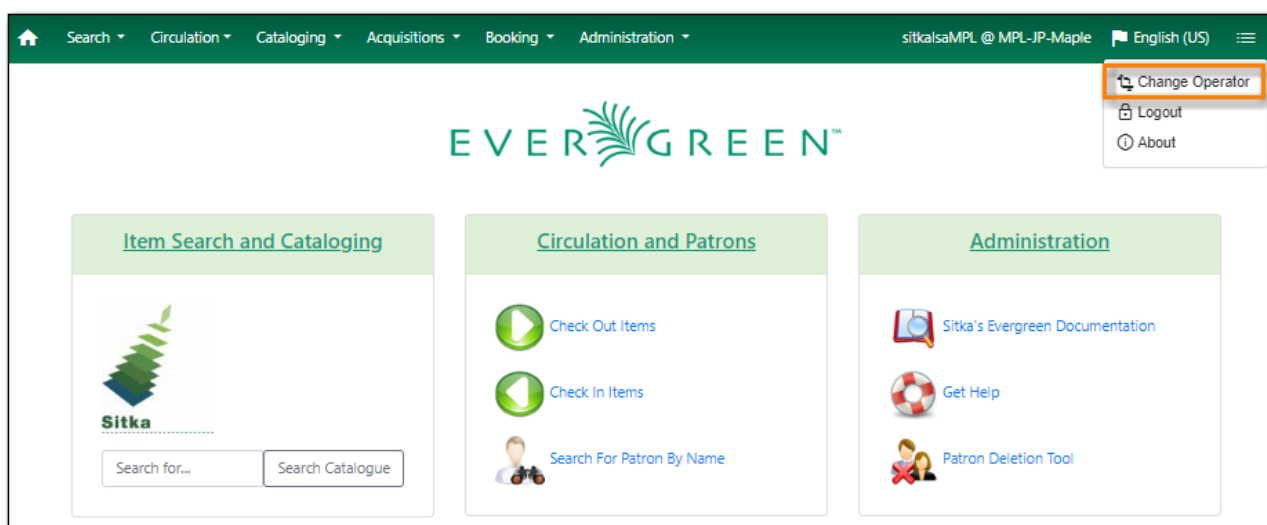 Search Circulation Cataloging Acquisitions Booking Administration sitkalsaMPL @ MPL-JP-Maple English (US)
Change Operator
Logout
About
EVERGREEN™
Item Search and Cataloging
Sitka
Search for... Search Catalogue
Circulation and Patrons
Check Out Items
Check In Items
Search For Patron By Name
Administration
Sitka's Evergreen Documentation
Get Help
Patron Deletion Tool